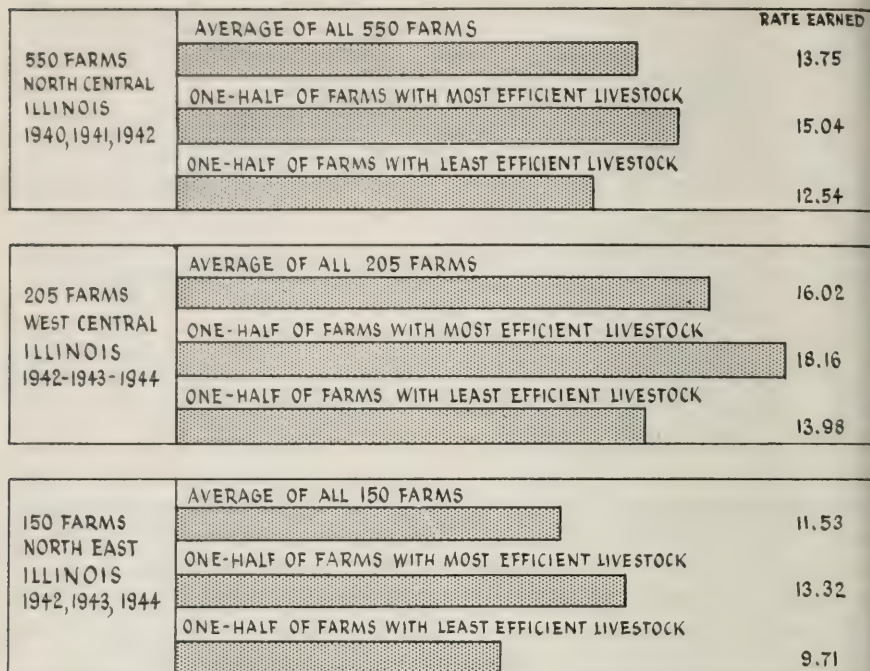 RATE EARNED
550 FARMS
NORTH CENTRAL
ILLINOIS
1940, 1941, 1942
AVERAGE OF ALL 550 FARMS
13.75
ONE-HALF OF FARMS WITH MOST EFFICIENT LIVESTOCK
15.04
ONE-HALF OF FARMS WITH LEAST EFFICIENT LIVESTOCK
12.54
205 FARMS
WEST CENTRAL
ILLINOIS
1942-1943-1944
AVERAGE OF ALL 205 FARMS
16.02
ONE-HALF OF FARMS WITH MOST EFFICIENT LIVESTOCK
18.16
ONE-HALF OF FARMS WITH LEAST EFFICIENT LIVESTOCK
13.98
150 FARMS
NORTH EAST
ILLINOIS
1942, 1943, 1944
AVERAGE OF ALL 150 FARMS
11.53
ONE-HALF OF FARMS WITH MOST EFFICIENT LIVESTOCK
13.32
ONE-HALF OF FARMS WITH LEAST EFFICIENT LIVESTOCK
9.71